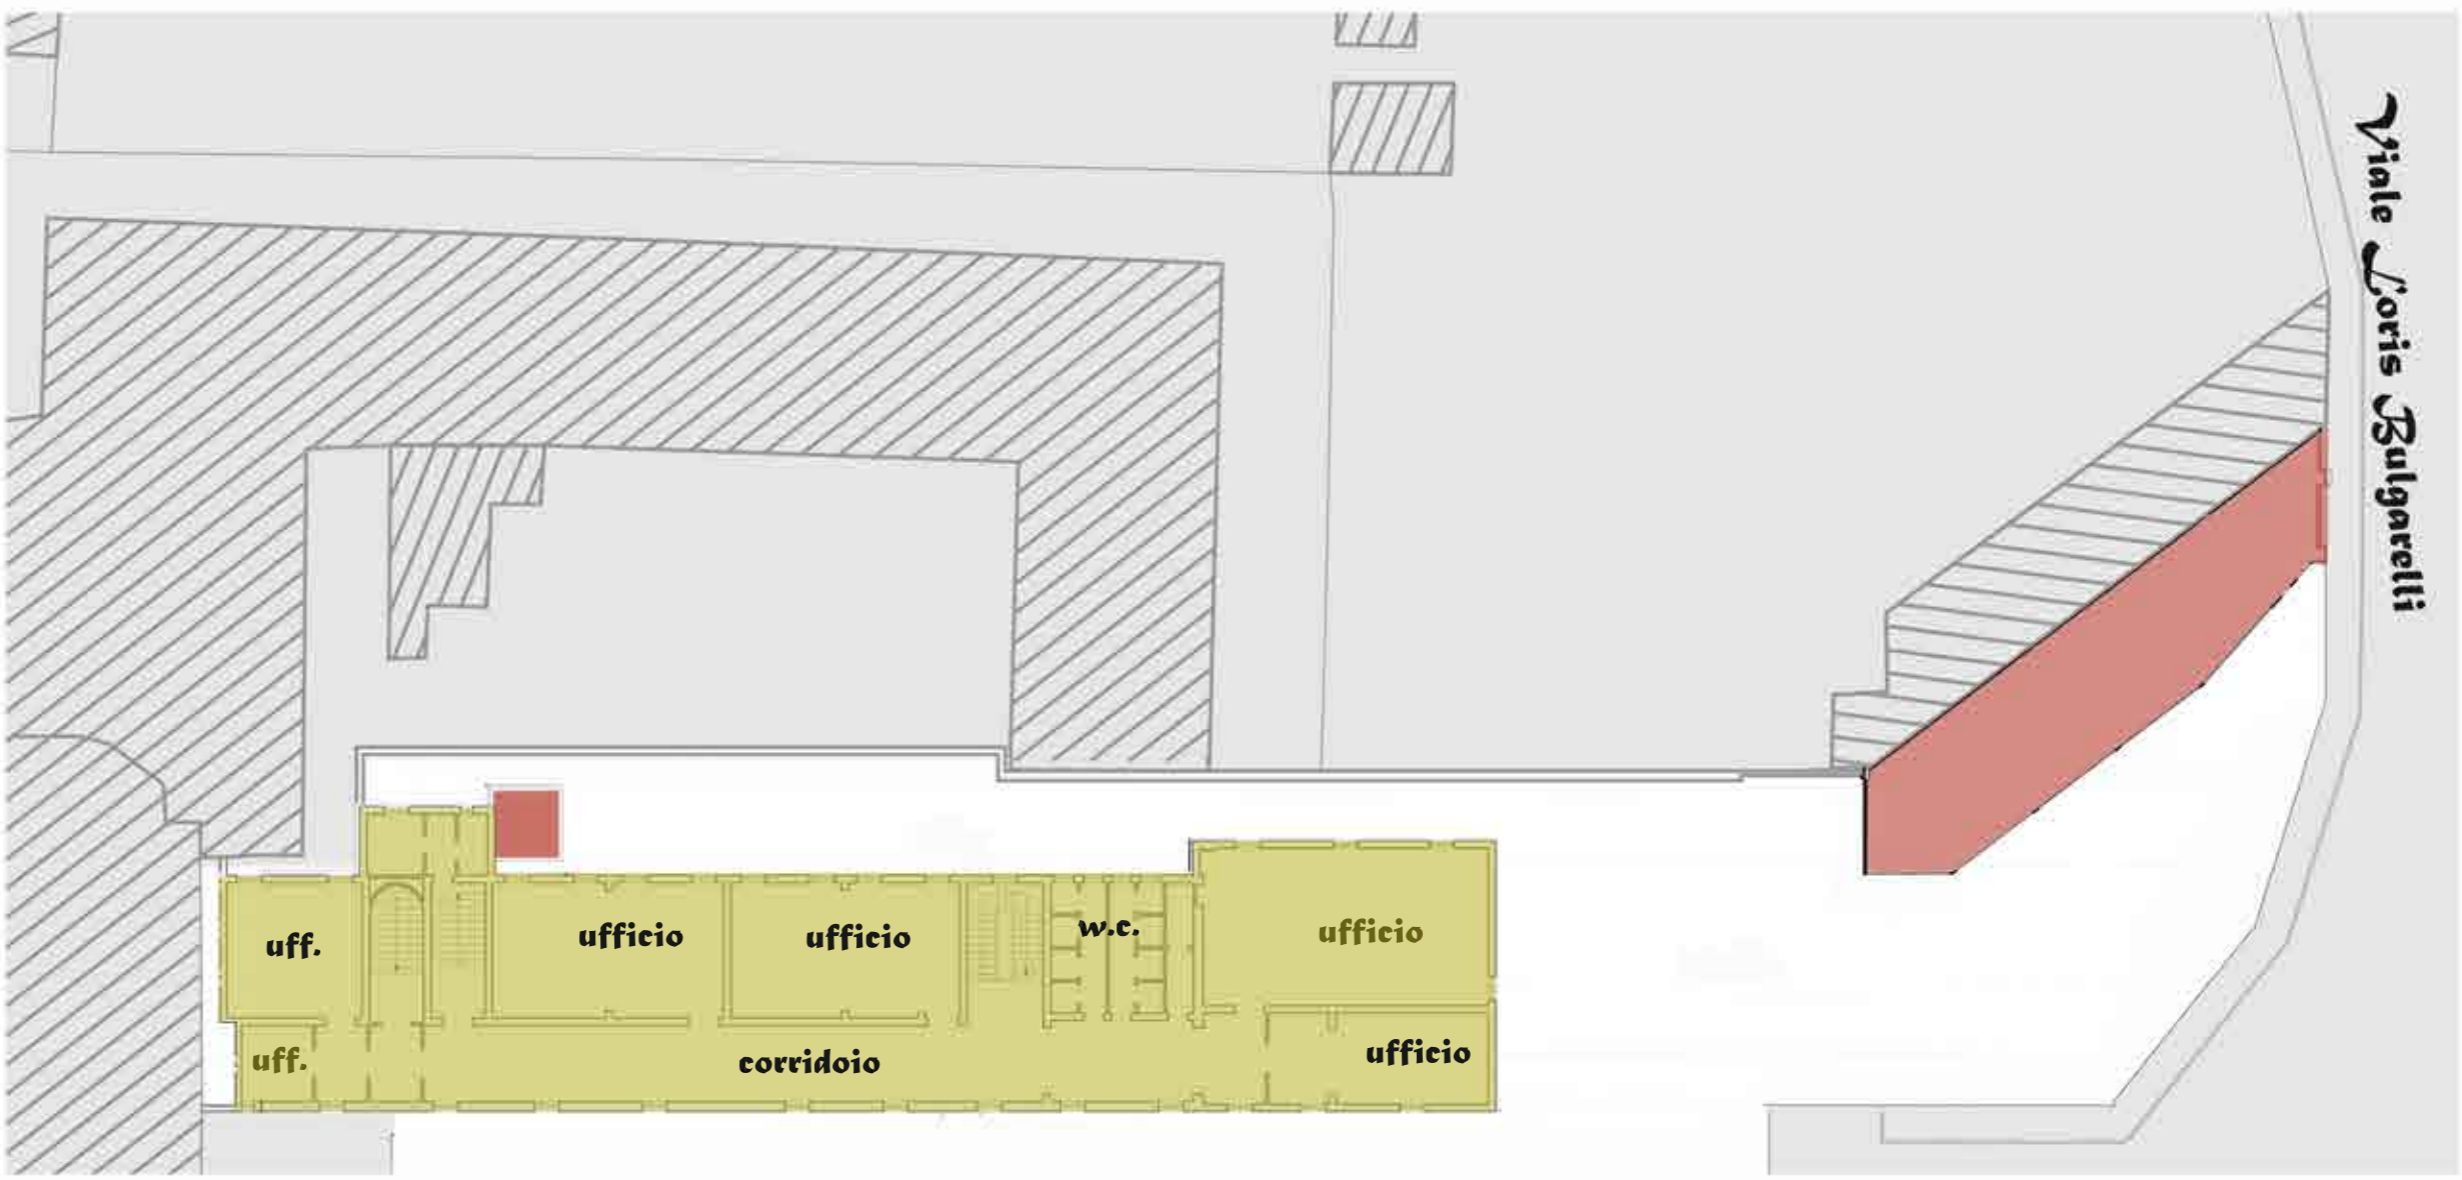 Viale Loris Bulgarelli
uff.
ufficio
ufficio
w.c.
ufficio
uff.
corridoio
ufficio